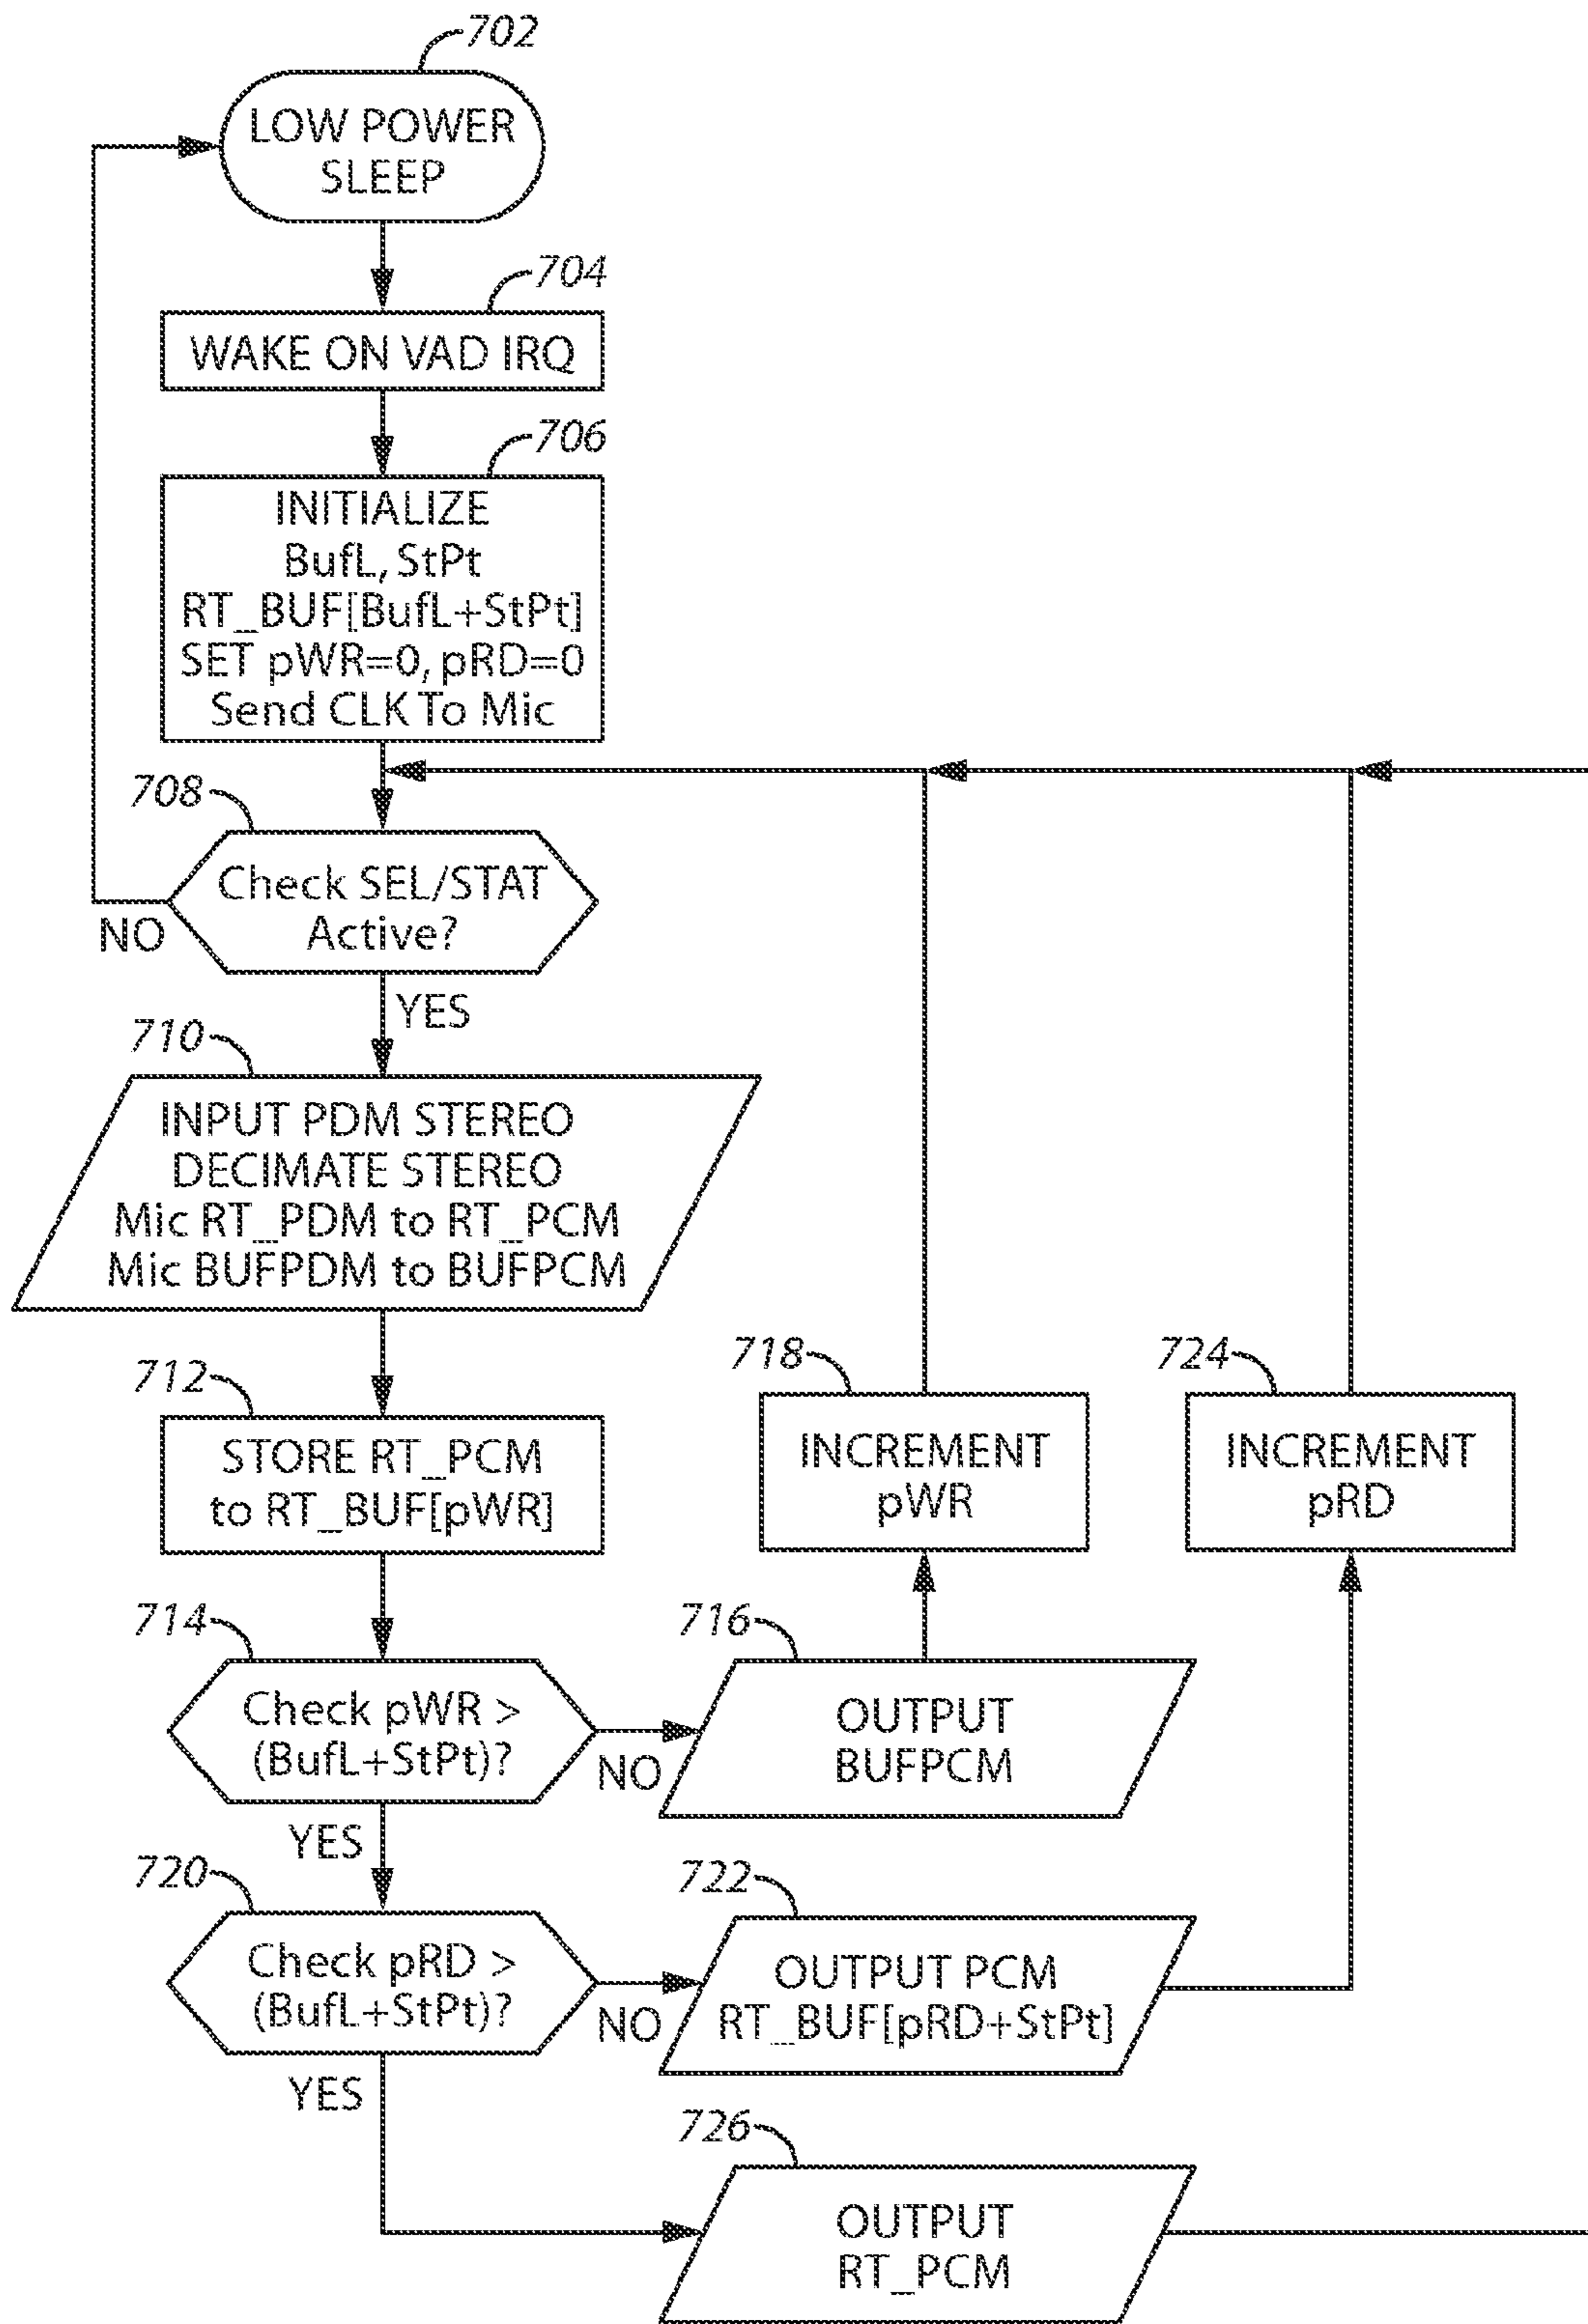 702
LOW POWER
SLEEP
704
WAKE ON VAD IRQ
706
INITIALIZE
BufL, StPt
RT_BUF[BufL+StPt]
SET pWR=0, pRD=0
Send CLK To Mic
708
Check SEL/STAT
Active?
NO
YES
710
INPUT PDM STEREO
DECIMATE STEREO
Mic RT_PDM to RT_PCM
Mic BUFPDM to BUFPCM
712
STORE RT_PCM
to RT_BUF[pWR]
718
INCREMENT
pWR
724
INCREMENT
pRD
714
Check pWR >
(BufL+StPt)?
NO
YES
716
OUTPUT
BUFPCM
720
Check pRD >
(BufL+StPt)?
NO
YES
722
OUTPUT PCM
RT_BUF[pRD+StPt]
726
OUTPUT
RT_PCM